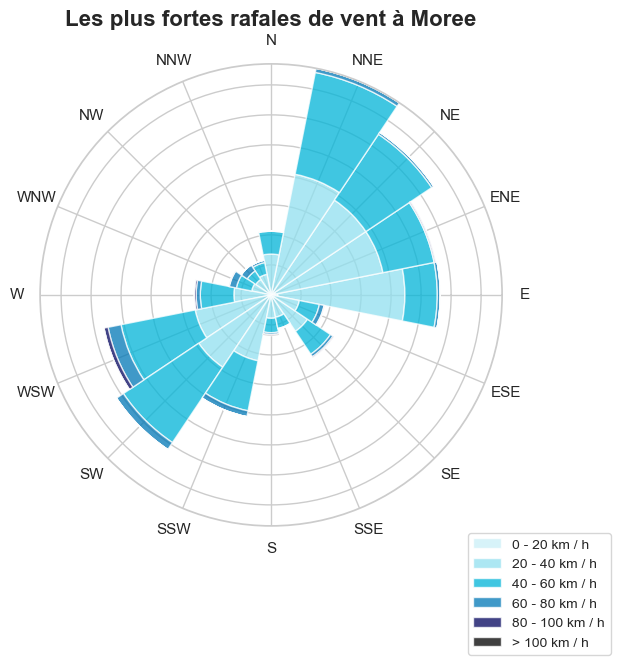 Les plus fortes rafales de vent à Moree
N
NNW
NNE
NW
NE
WNW
ENE
W
E
WSW
ESE
SW
SE
SSW
SSE
S
0 - 20 km / h
20 - 40 km / h
40 - 60 km / h
60 - 80 km / h
80 - 100 km / h
> 100 km / h